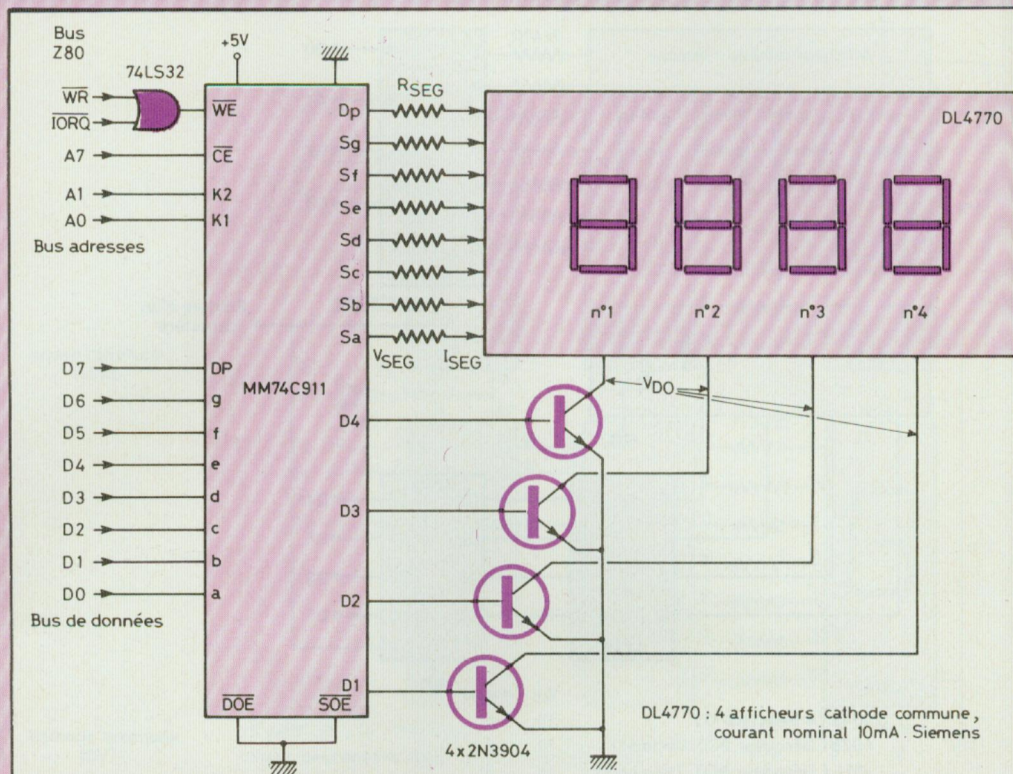 Bus
Z80
74LS32
+5V
WR
IORQ
A7
A1
A0
Bus adresses
D7
D6
D5
D4
D3
D2
D1
D0
Bus de données
WE
CE
K2
K1
DP
g
f
e
d
c
b
a
MM74C911
DOE
SOE
Dp
Sg
Sf
Se
Sd
Sc
Sb
Sa
D4
D3
D2
D1
RSEG
VSEG
ISEG
DL4770
n°1
n°2
n°3
n°4
VDO
4x2N3904
DL4770 : 4 afficheurs cathode commune,
courant nominal 10mA. Siemens